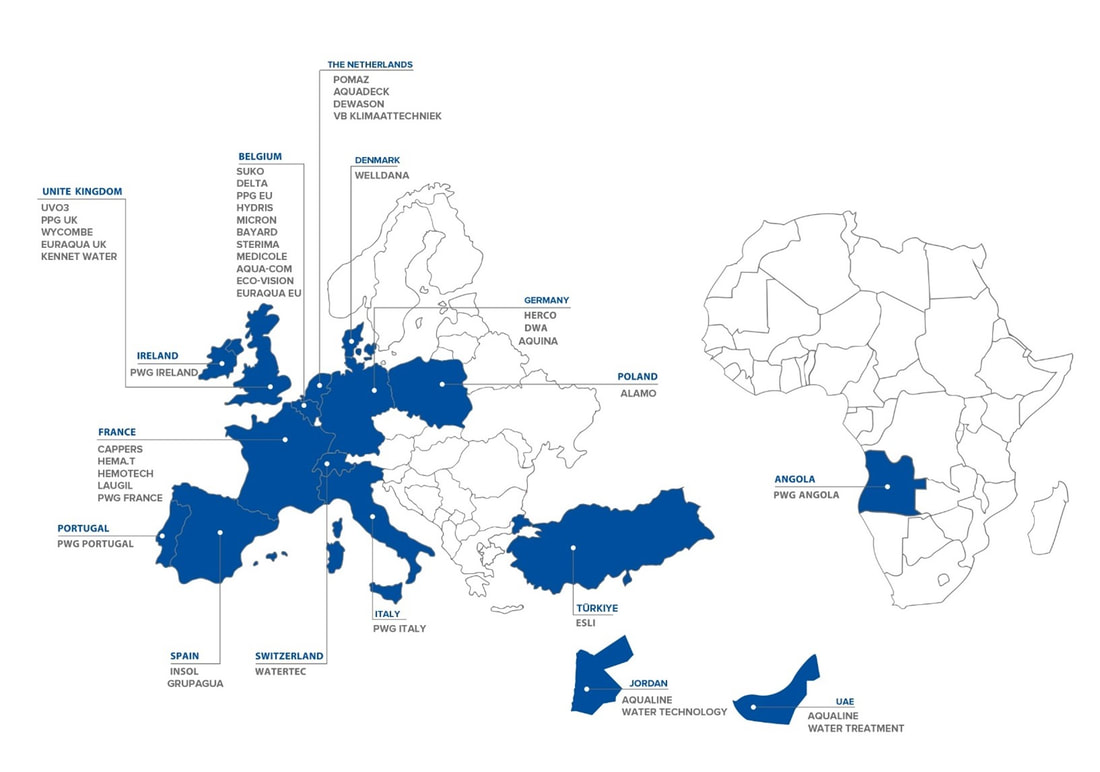 THE NETHERLANDS
POMAZ
AQUADECK
DEWASON
VB KLIMAATTECHNIEK
BELGIUM
SUKO
DELTA
PPG EU
HYDRIS
MICRON
BAYARD
STERIMA
MEDICOLE
AQUA-COM
ECO-VISION
EURAQUA EU
DENMARK
WELLDANA
UNITE KINGDOM
UVO3
PPG UK
WYCOMBE
EURAQUA UK
KENNET WATER
GERMANY
HERCO
DWA
AQUINA
IRELAND
PWG IRELAND
POLAND
ALAMO
FRANCE
CAPPERS
HEMA.T
HEMOTECH
LAUGIL
PWG FRANCE
ANGOLA
PWG ANGOLA
PORTUGAL
PWG PORTUGAL
TÜRKIYE
ESLI
ITALY
PWG ITALY
SPAIN
INSOL
GRUPAGUA
SWITZERLAND
WATERTEC
JORDAN
AQUALINE
WATER TECHNOLOGY
UAE
AQUALINE
WATER TREATMENT